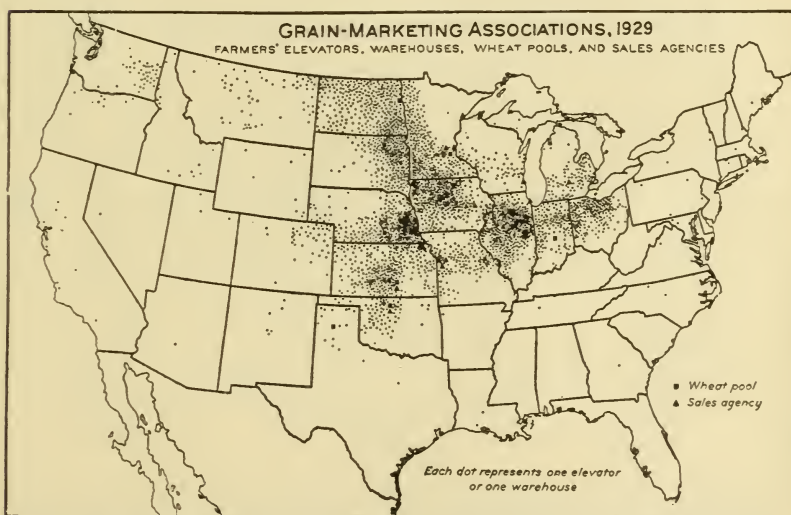 GRAIN-MARKETING ASSOCIATIONS, 1929
FARMERS' ELEVATORS, WAREHOUSES, WHEAT POOLS, AND SALES AGENCIES
Wheat pool
Sales agency
Each dot represents one elevator
or one warehouse